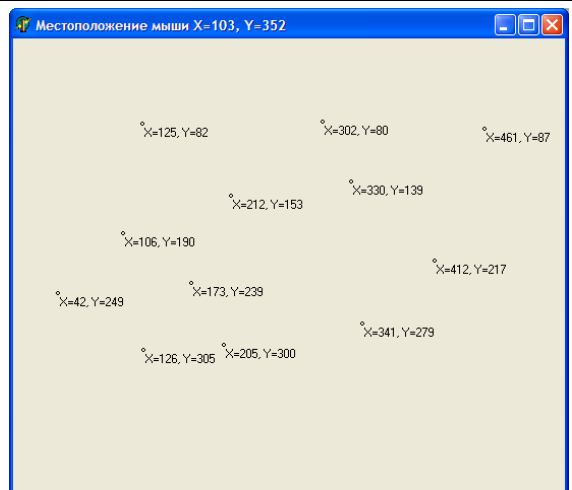 Местоположение мыши X=103, Y=352
X=125, Y=82
X=302, Y=80
X=461, Y=87
X=330, Y=139
X=212, Y=153
X=106, Y=190
X=412, Y=217
X=173, Y=239
X=42, Y=249
X=341, Y=279
X=126, Y=305
X=205, Y=300